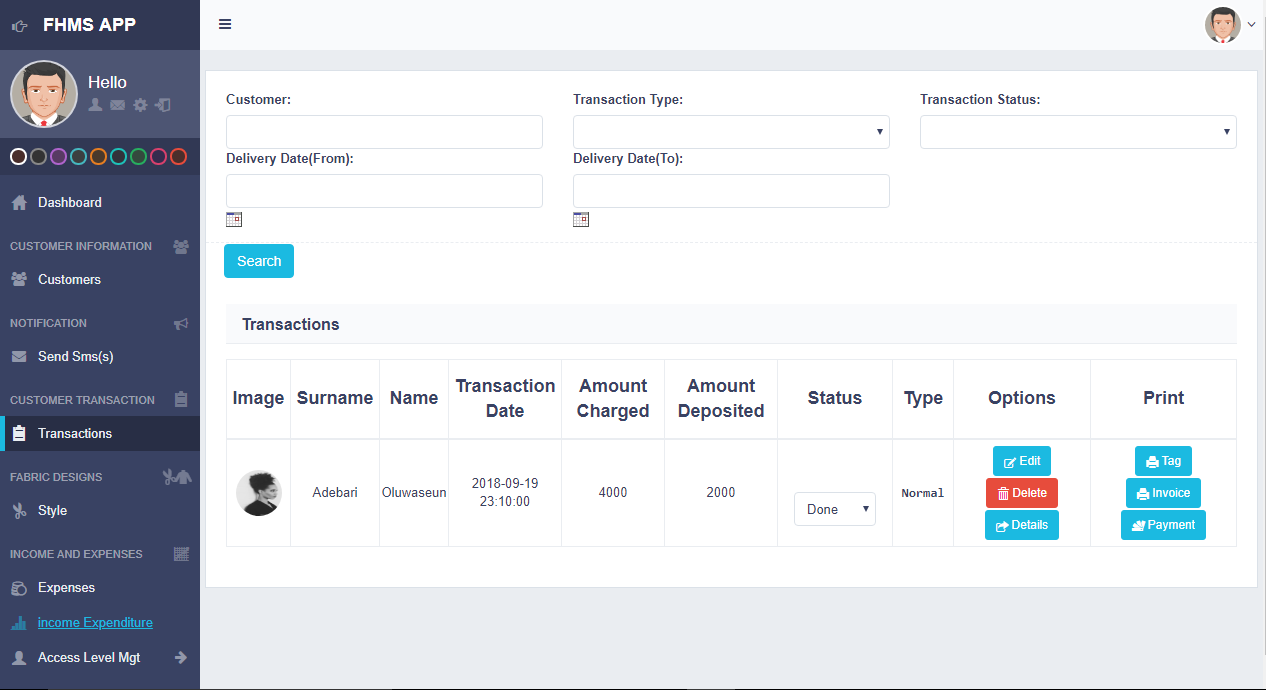 FHMS APP
Hello
Dashboard
CUSTOMER INFORMATION
Customers
NOTIFICATION
Send Sms(s)
CUSTOMER TRANSACTION
Transactions
FABRIC DESIGNS
Style
INCOME AND EXPENSES
Expenses
income Expenditure
Access Level Mgt
Customer:
Transaction Type:
Transaction Status:
Delivery Date(From):
Delivery Date(To):
Search
Transactions
Image Surname Name Transaction Date Amount Charged Amount Deposited Status Type Options Print
Adebari Oluwaseun 2018-09-19 23:10:00 4000 2000 Done Normal
Edit
Delete
Details
Tag
Invoice
Payment